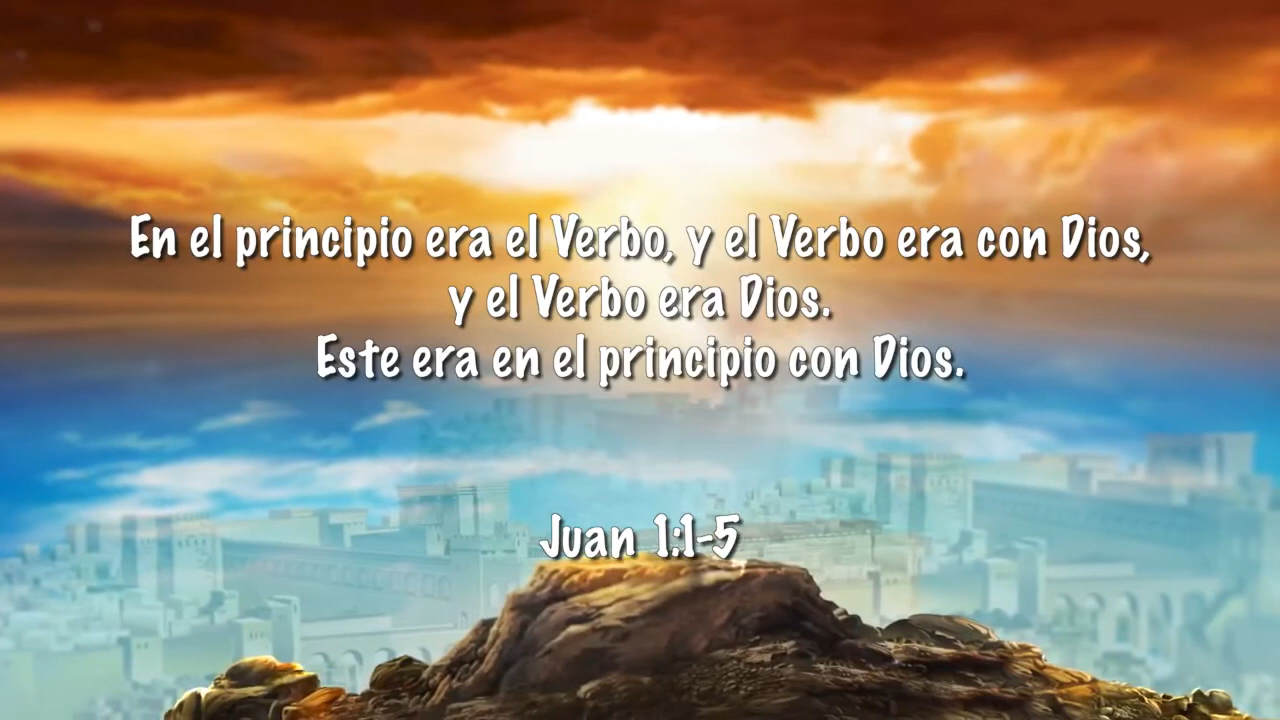 En el principio era el Verbo, y el Verbo era con Dios,
y el Verbo era Dios.
Este era en el principio con Dios.
Juan 1:1-5